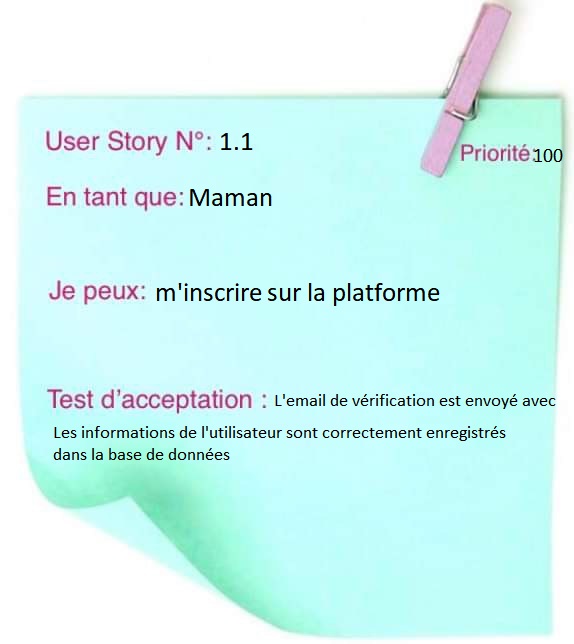 User Story N°: 1.1
Priorité:100
En tant que: Maman
Je peux: m'inscrire sur la platforme
Test d'acceptation : L'email de vérification est envoyé avec
Les informations de l'utilisateur sont correctement enregistrés
dans la base de données